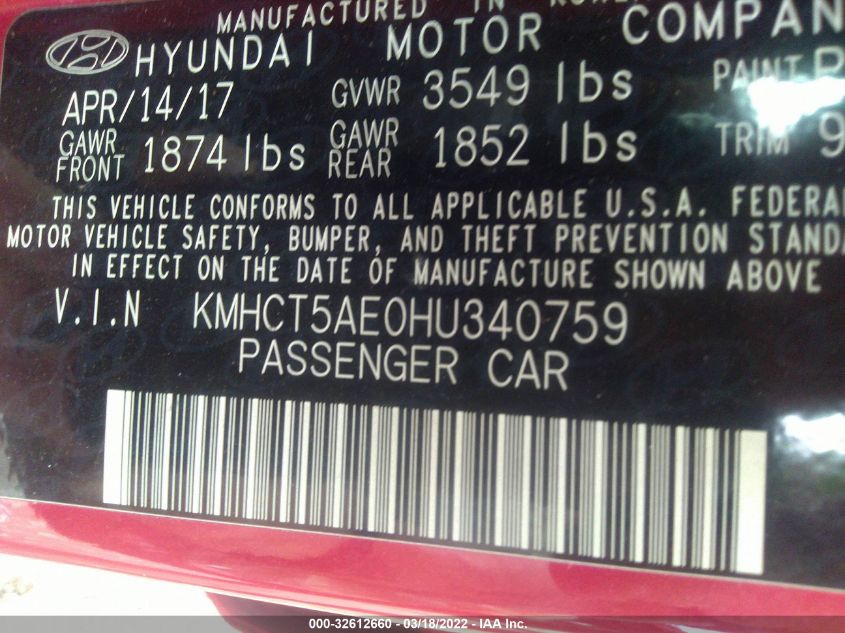 MANUFACTURED IN KOREA
HYUNDAI MOTOR COMPAN
APR/14/17 GVWR 3549 lbs PAINT
GAWR FRONT 1874 lbs GAWR REAR 1852 lbs TRIM 9
THIS VEHICLE CONFORMS TO ALL APPLICABLE U.S.A. FEDERA
MOTOR VEHICLE SAFETY, BUMPER, AND THEFT PREVENTION STANDA
IN EFFECT ON THE DATE OF MANUFACTURE SHOWN ABOVE
V.I.N KMHCT5AE0HU340759
PASSENGER CAR
000-32612660 - 03/18/2022 - IAA Inc.